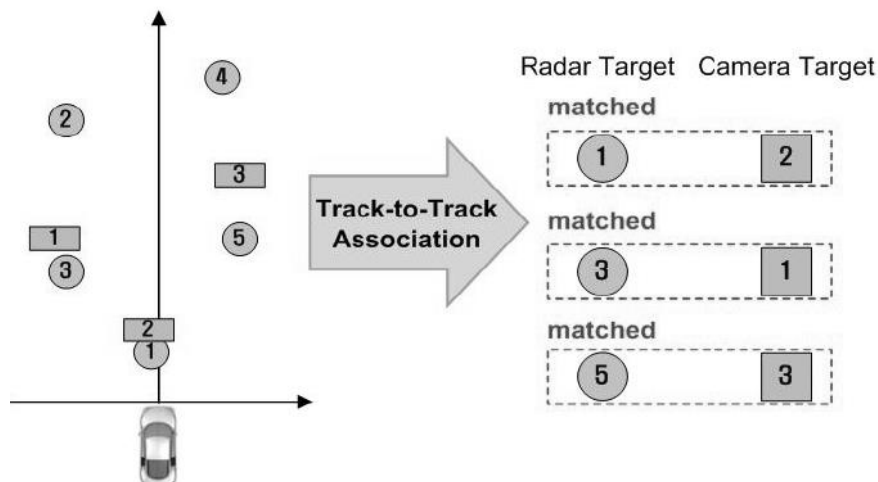 4
2
3
1
5
3
2
1
Track-to-Track
Association
Radar Target Camera Target
matched
1 2
matched
3 1
matched
5 3